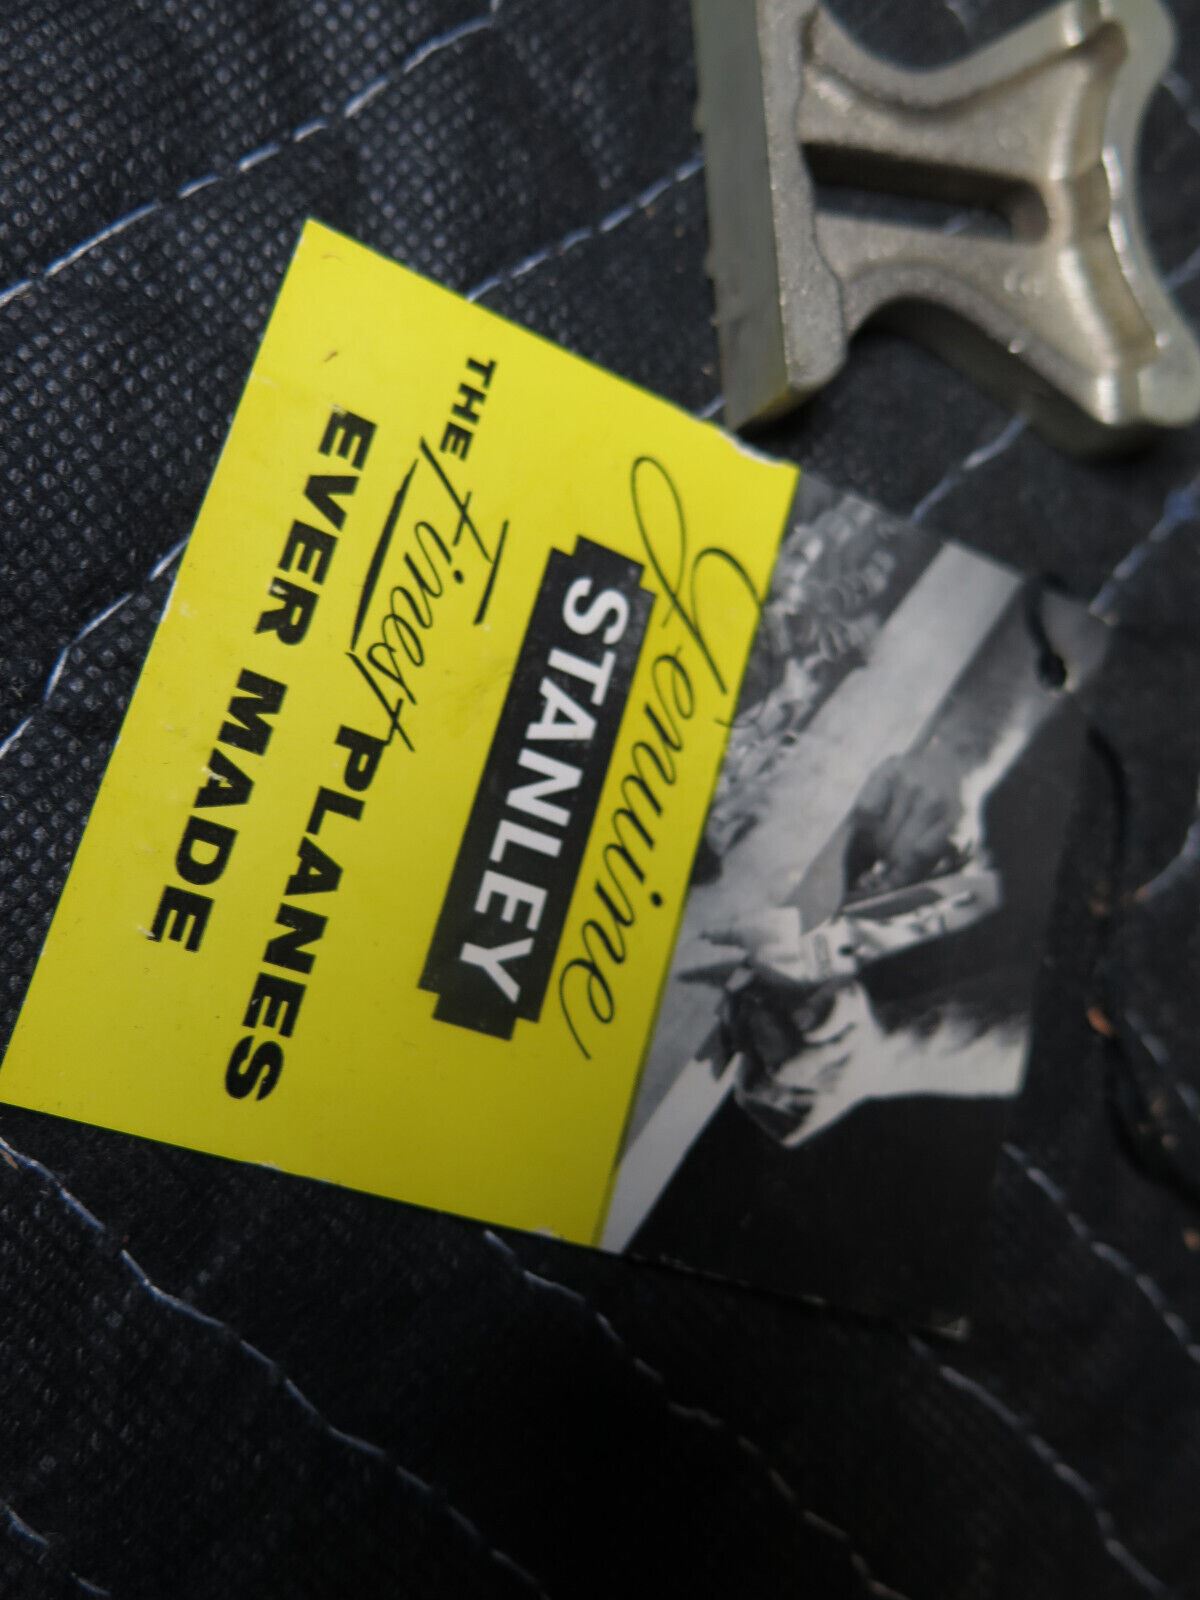 Genuine
STANLEY
THE finest PLANES
EVER MADE